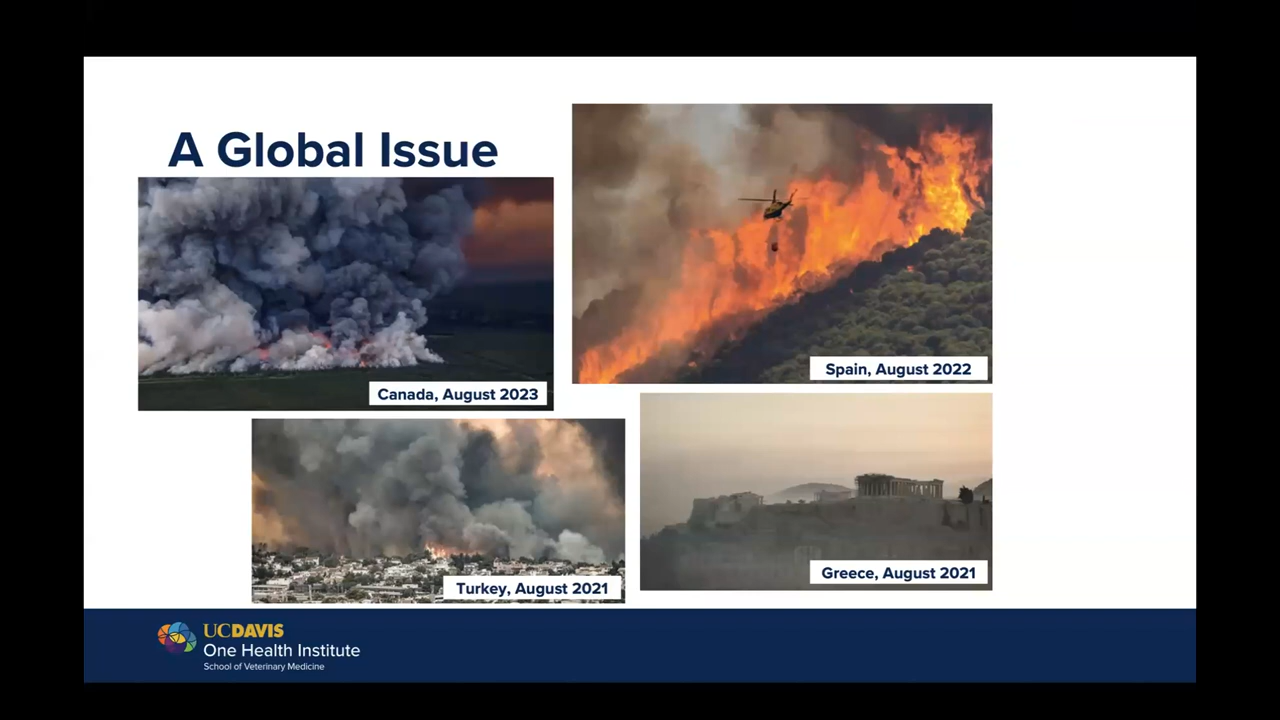 A Global Issue
Canada, August 2023
Spain, August 2022
Turkey, August 2021
Greece, August 2021
UCDAVIS
One Health Institute
School of Veterinary Medicine